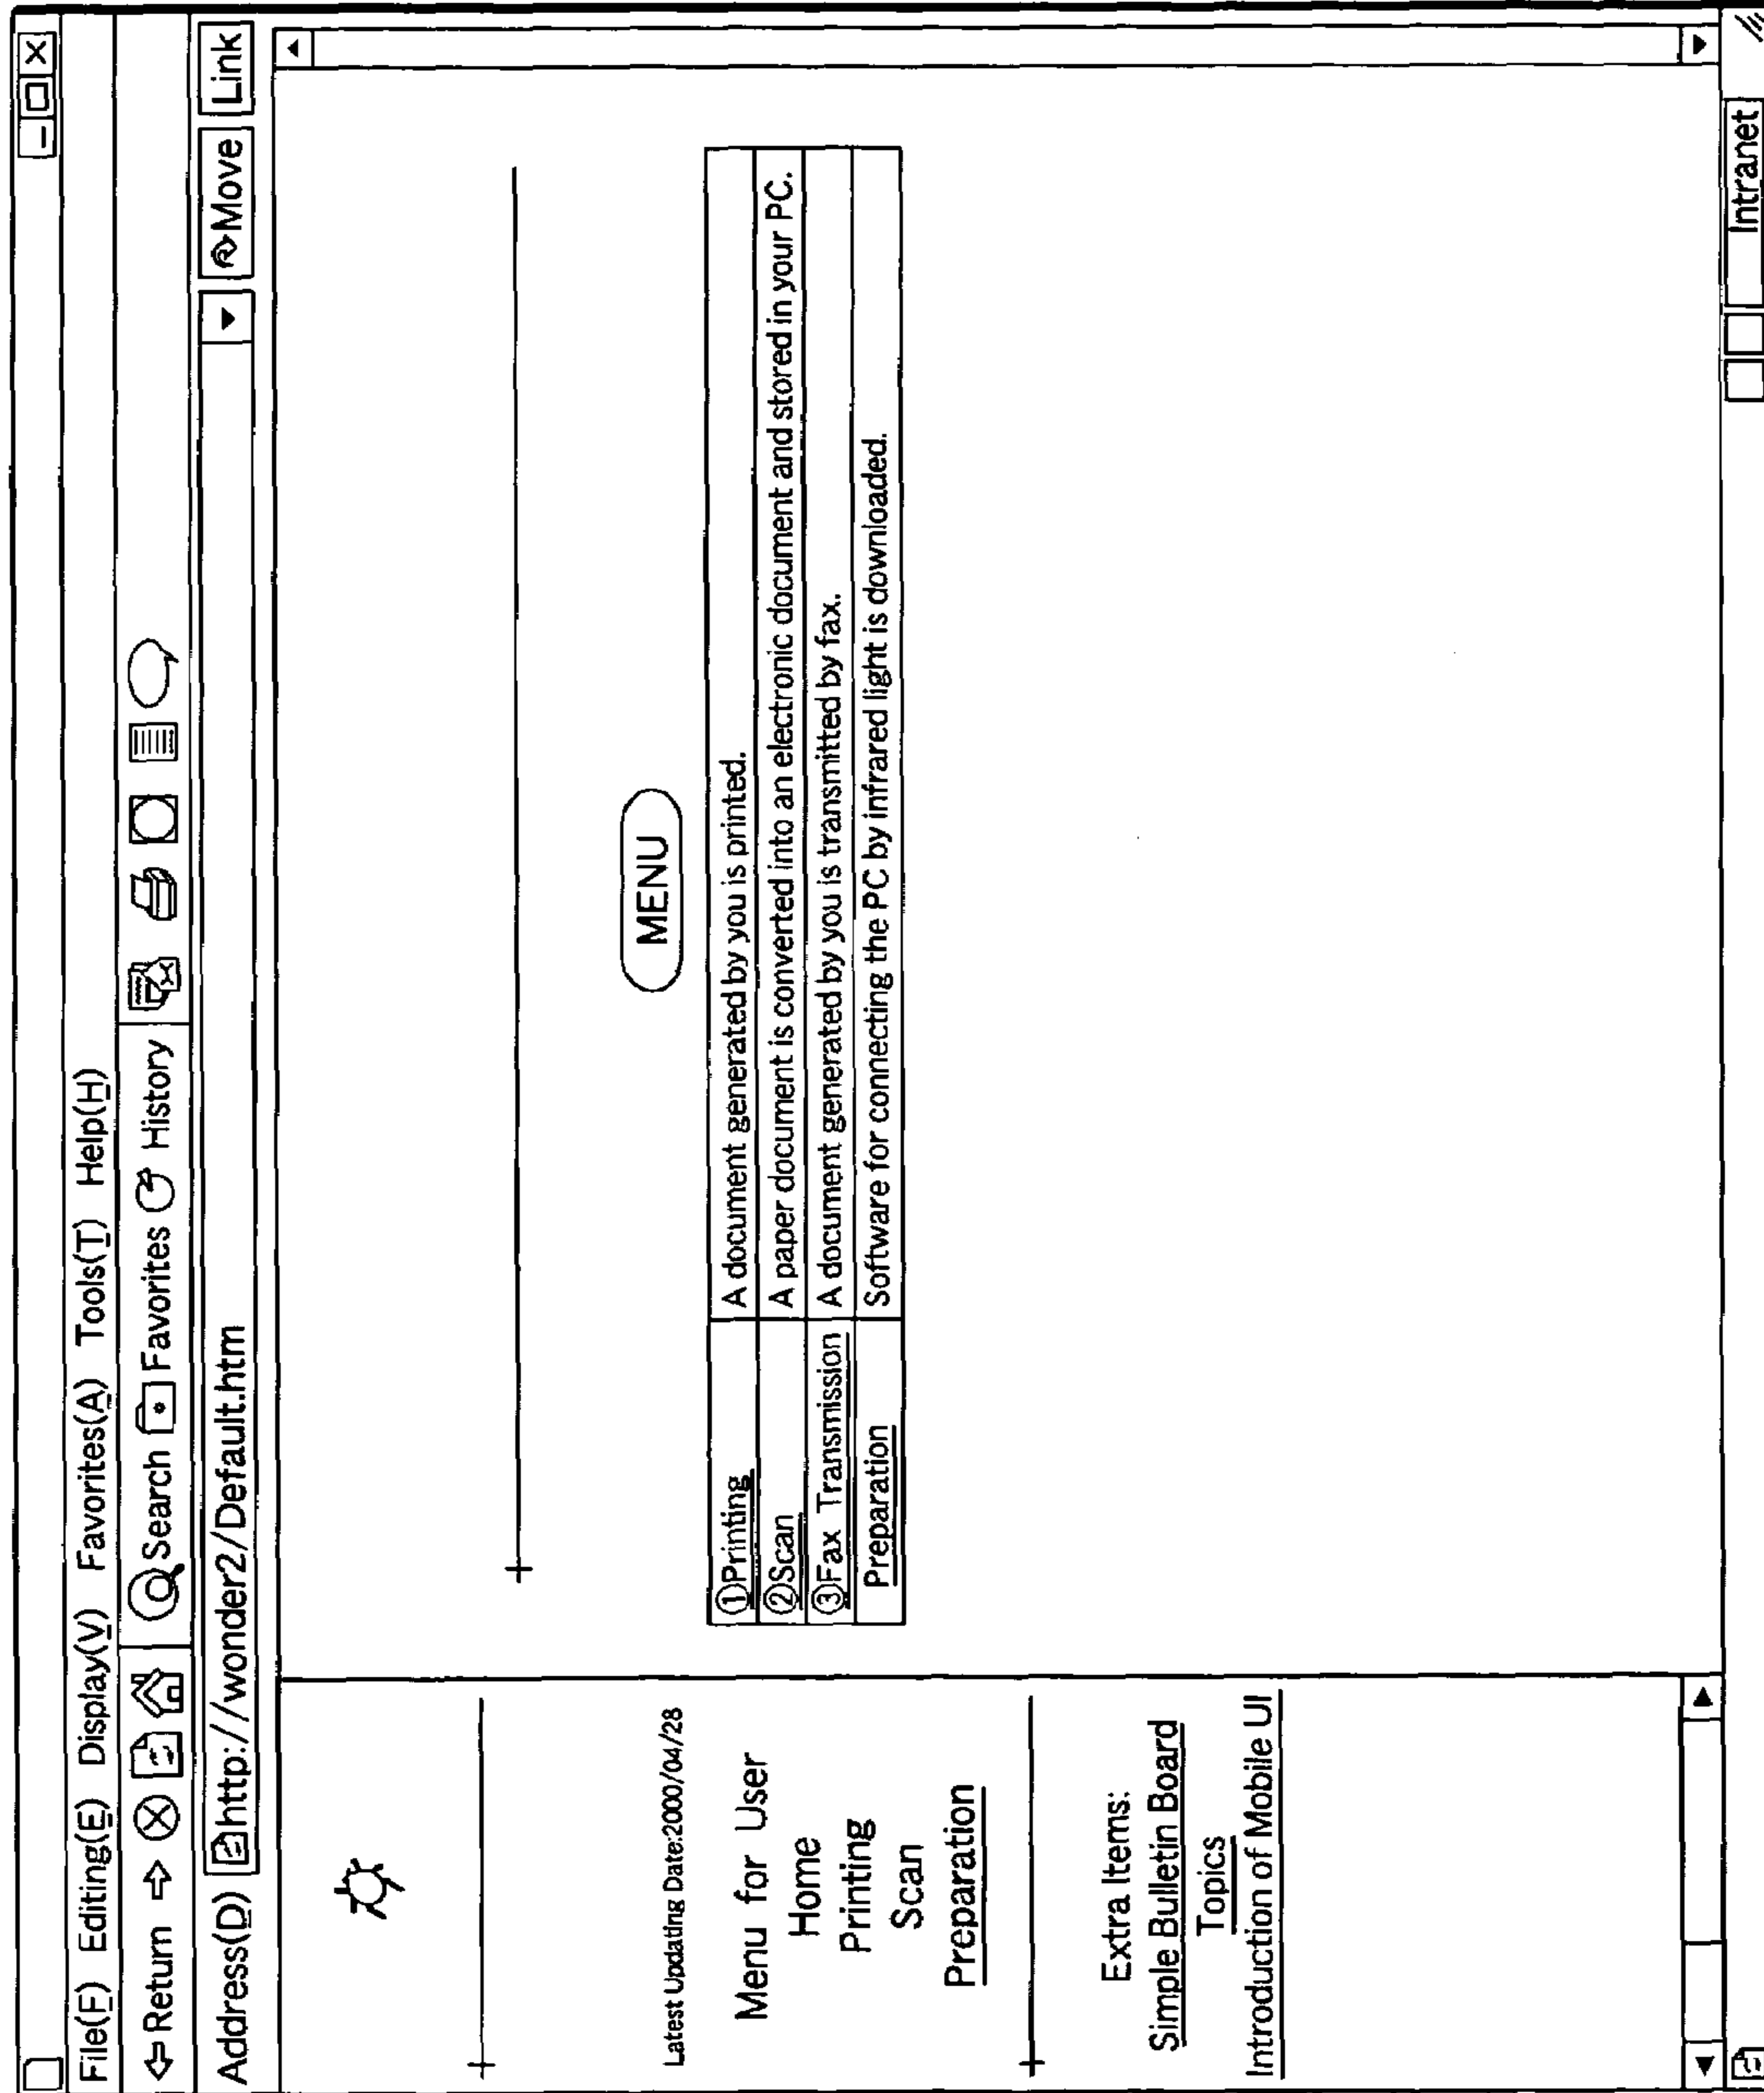 File(F) Editing(E) Display(V) Favorites(A) Tools(T) Help(H)
Return Search Favorites History
Address(D) http://wonder2/Default.htm Move Link
Latest Updating Date:2000/04/28
Menu for User
Home
Printing
Scan
Preparation
Extra Items:
Simple Bulletin Board
Topics
Introduction of Mobile UI
MENU
①Printing A document generated by you is printed.
②Scan A paper document is converted into an electronic document and stored in your PC.
③Fax Transmission A document generated by you is transmitted by fax.
Preparation Software for connecting the PC by infrared light is downloaded.
Intranet